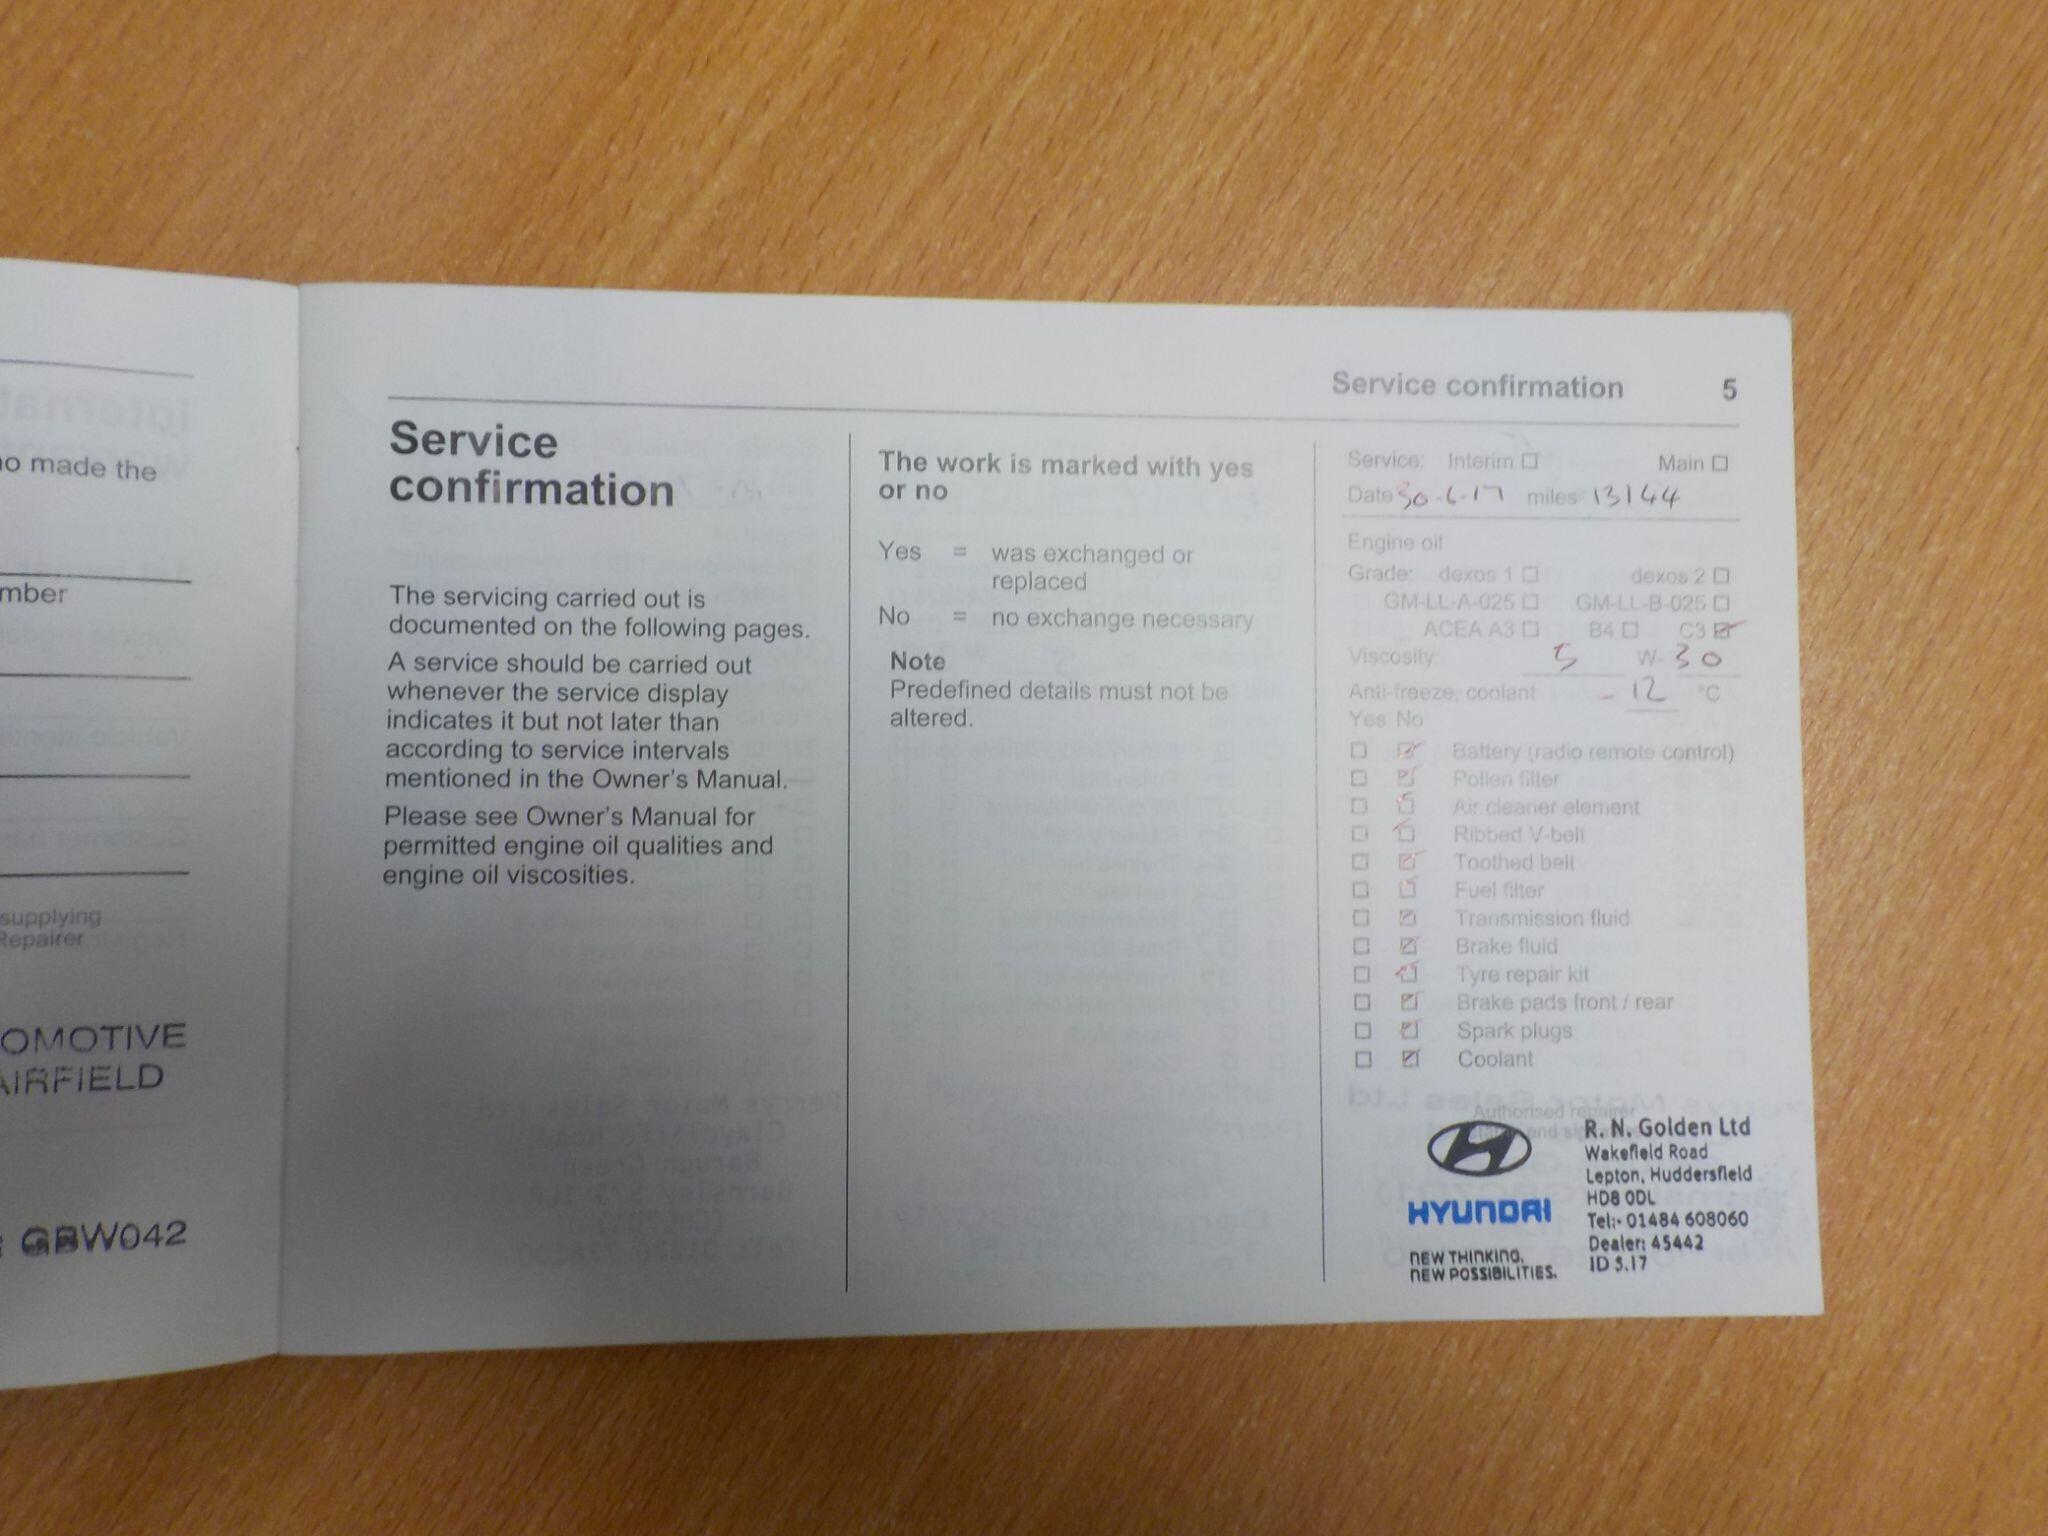 o made the
mber
supplying
Repairer
OMOTIVE
AIRFIELD
GBW042
Service confirmation 5
Service
confirmation
The servicing carried out is
documented on the following pages.
A service should be carried out
whenever the service display
indicates it but not later than
according to service intervals
mentioned in the Owner's Manual.
Please see Owner's Manual for
permitted engine oil qualities and
engine oil viscosities.
The work is marked with yes
or no
Yes = was exchanged or
replaced
No = no exchange necessary
Note
Predefined details must not be
altered.
Service: Interim Main
Date 30-6-17 miles 13144
Engine oil
Grade: dexos 1 dexos 2
GM-LL-A-025 GM-LL-B-025
ACEA A3 B4 C3
Viscosity: 5 W- 30
Anti-freeze, coolant -12 °C
Yes No
Battery (radio remote control)
Pollen filter
Air cleaner element
Ribbed V-belt
Toothed belt
Fuel filter
Transmission fluid
Brake fluid
Tyre repair kit
Brake pads front / rear
Spark plugs
Coolant
Authorised repairer
HYUNDAI
NEW THINKING.
NEW POSSIBILITIES.
R. N. Golden Ltd
Wakefield Road
Lepton, Huddersfield
HD8 0DL
Tel:- 01484 608060
Dealer: 45442
ID 5.17